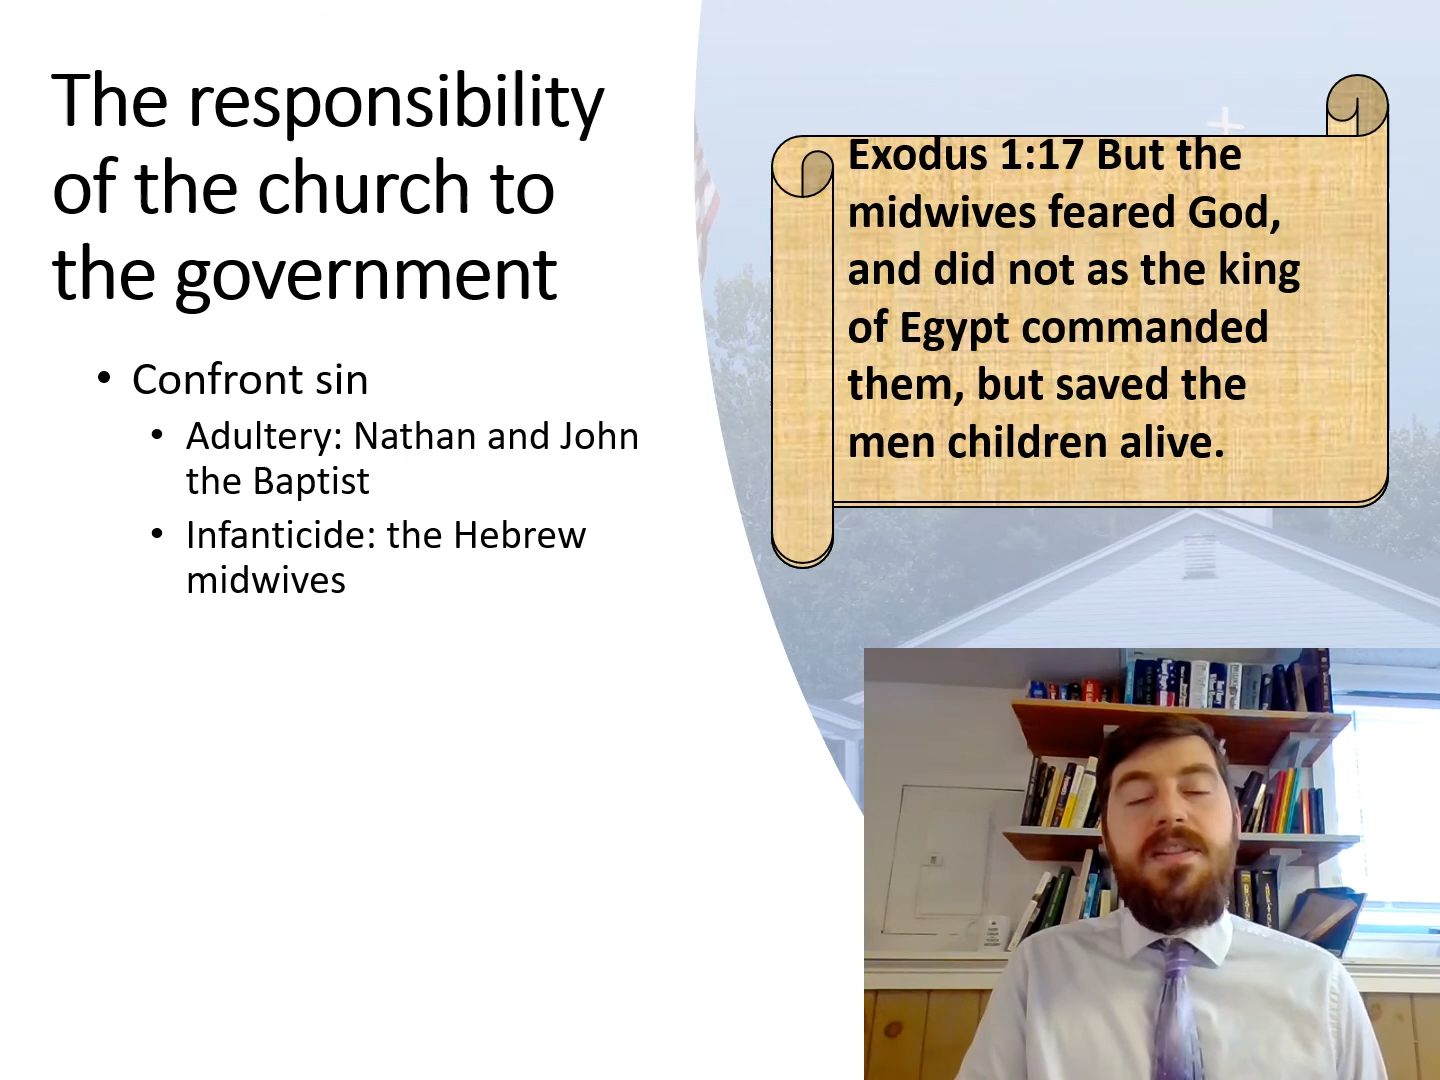 The responsibility
of the church to
the government
• Confront sin
• Adultery: Nathan and John
the Baptist
• Infanticide: the Hebrew
midwives
Exodus 1:17 But the
midwives feared God,
and did not as the king
of Egypt commanded
them, but saved the
men children alive.